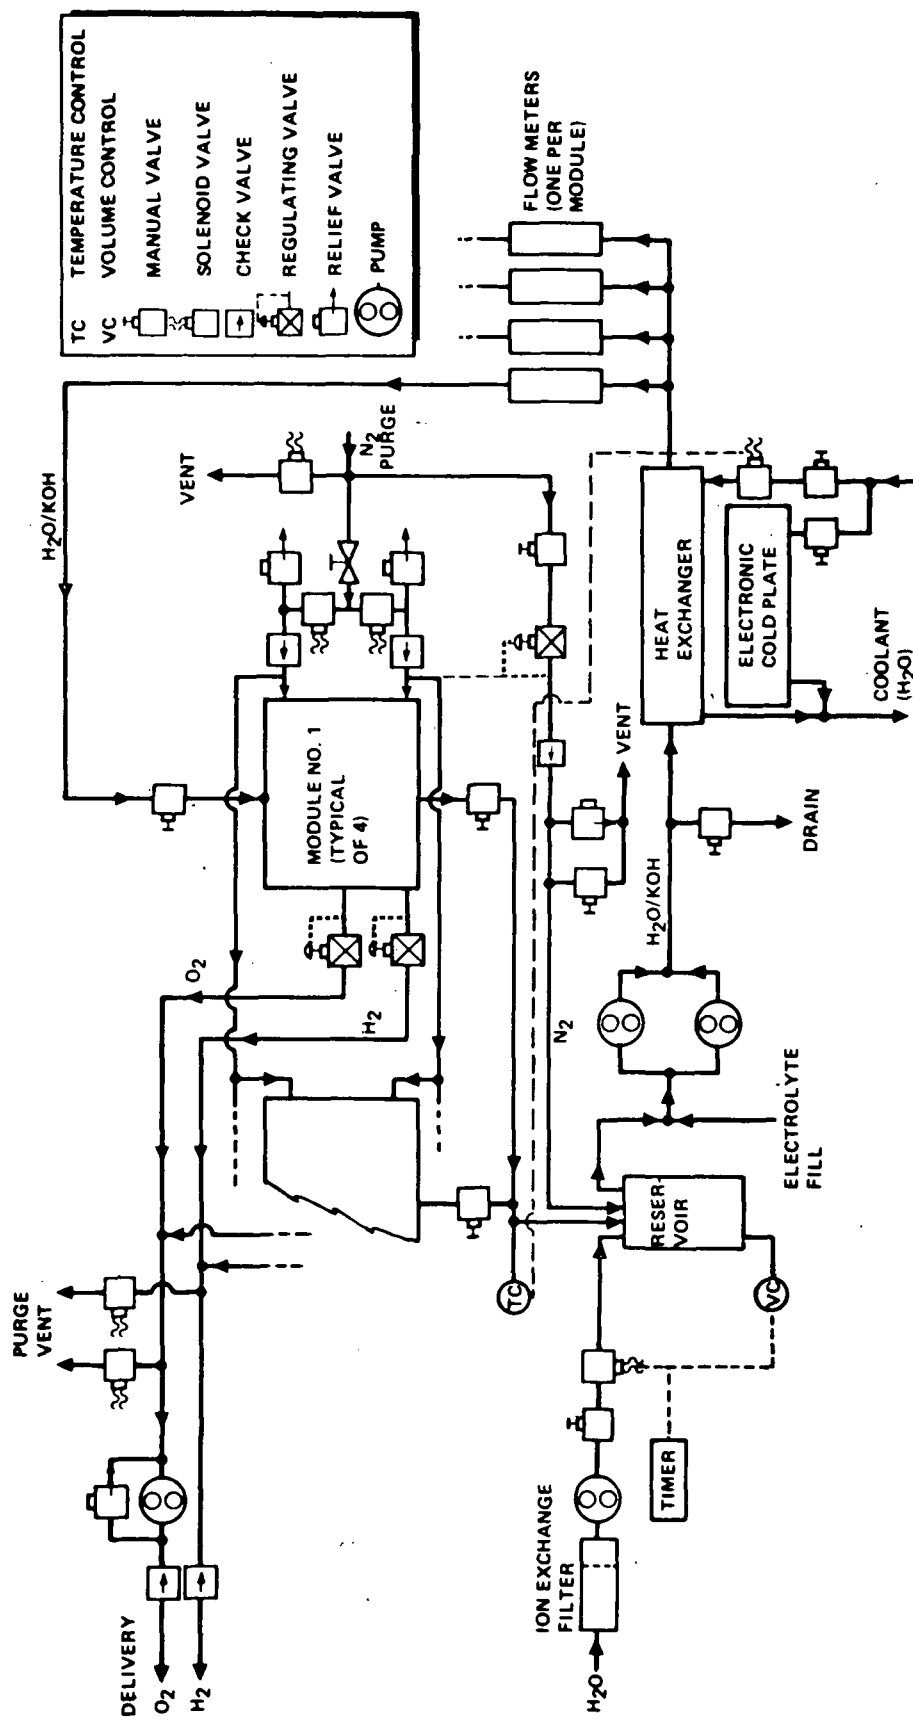 TC TEMPERATURE CONTROL
VC VOLUME CONTROL
MANUAL VALVE
SOLENOID VALVE
CHECK VALVE
REGULATING VALVE
RELIEF VALVE
PUMP
PURGE
VENT
DELIVERY
O2
H2
O2
H2
H2O/KOH
VENT
N2
PURGE
MODULE NO. 1
(TYPICAL
OF 4)
FLOW METERS
(ONE PER
MODULE)
TC
N2
VENT
ION EXCHANGE
FILTER
H2O
TIMER
RESER-
VOIR
VC
ELECTROLYTE
FILL
H2O/KOH
DRAIN
HEAT
EXCHANGER
ELECTRONIC
COLD PLATE
COOLANT
(H2O)